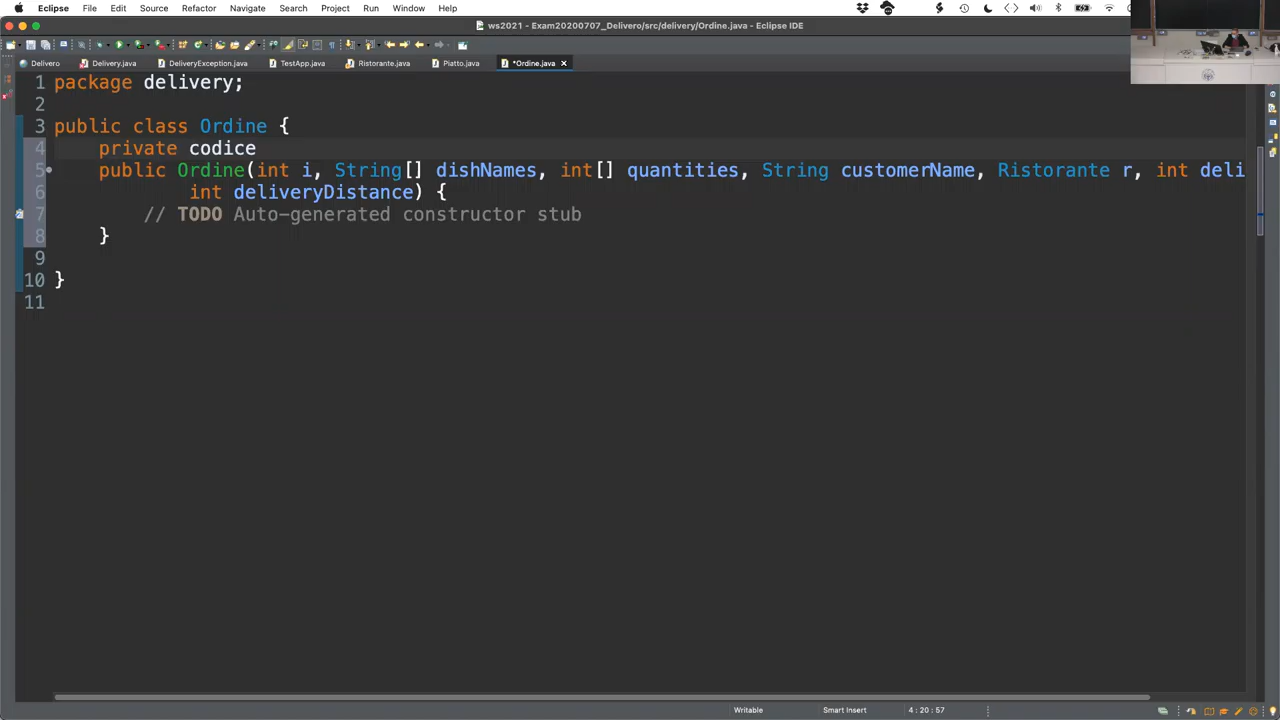 Eclipse File Edit Source Refactor Navigate Search Project Run Window Help
ws2021 - Exam20200707_Delivero/src/delivery/Ordine.java - Eclipse IDE
Delivero Delivery.java DeliveryException.java TestApp.java Ristorante.java Piatto.java *Ordine.java
1 package delivery;
2
3 public class Ordine {
4 private codice
5 public Ordine(int i, String[] dishNames, int[] quantities, String customerName, Ristorante r, int deli
6 int deliveryDistance) {
7 // TODO Auto-generated constructor stub
8 }
9
10 }
11
Writable Smart Insert 4 : 20 : 57